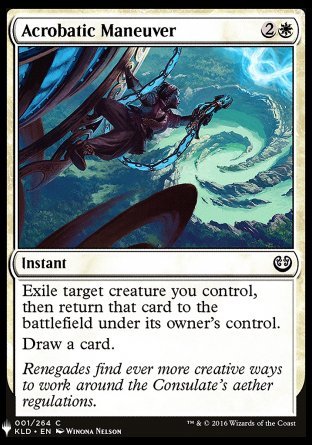 Acrobatic Maneuver 2
Instant
Exile target creature you control,
then return that card to the
battlefield under its owner's control.
Draw a card.
Renegades find ever more creative ways
to work around the Consulate's aether
regulations.
001/264 C
KLD • EN Winona Nelson ™ & © 2016 Wizards of the Coast